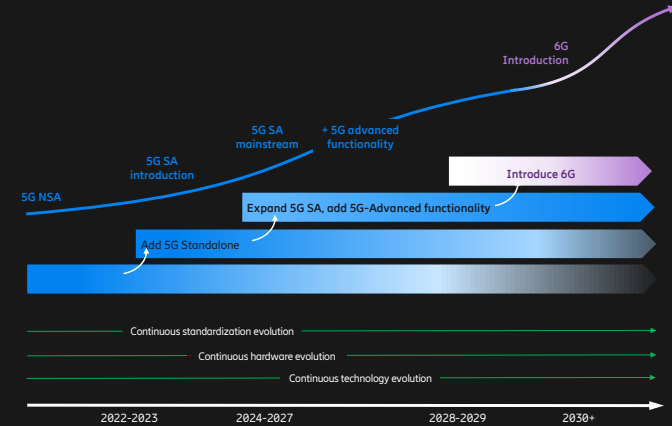 6G
Introduction
5G SA
mainstream
+ 5G advanced
functionality
5G SA
introduction
5G NSA
Introduce 6G
Expand 5G SA, add 5G-Advanced functionality
Add 5G Standalone
Continuous standardization evolution
Continuous hardware evolution
Continuous technology evolution
2022-2023
2024-2027
2028-2029
2030+